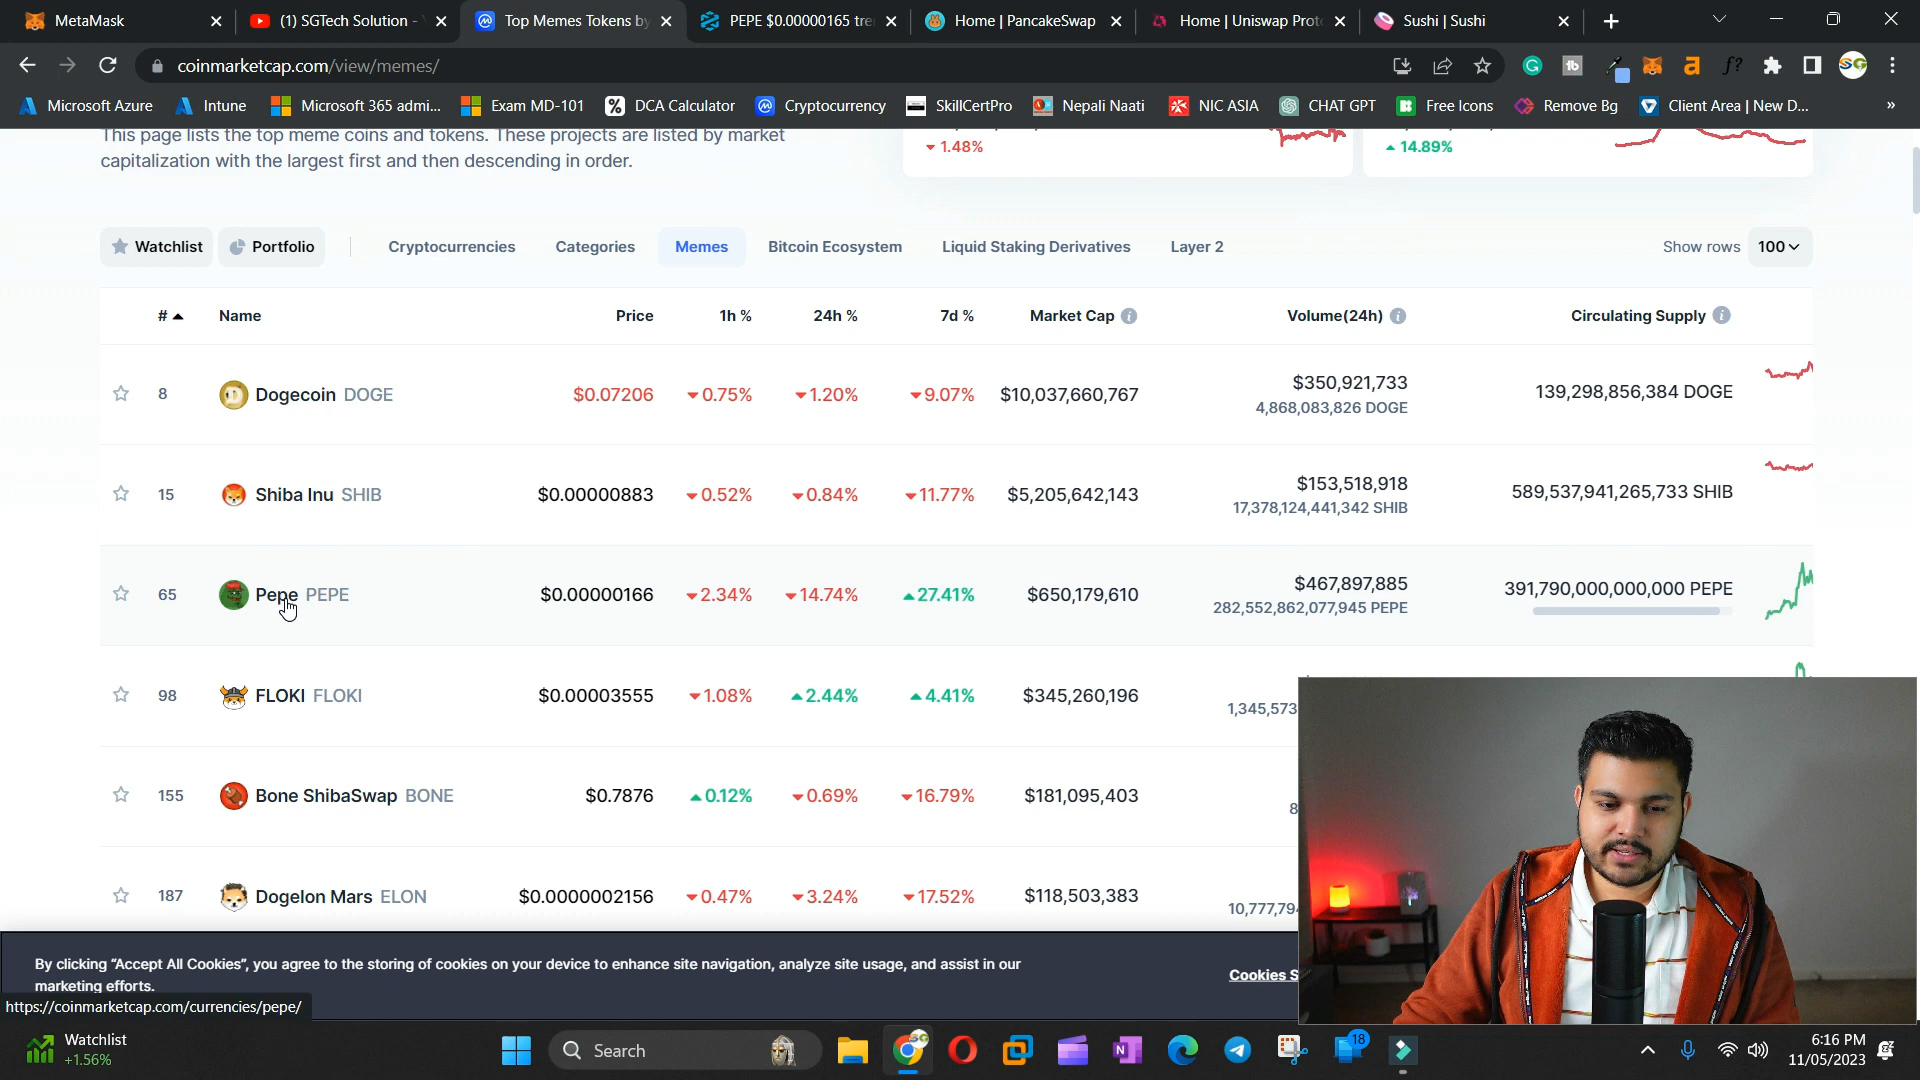 MetaMask
(1) SGTech Solution -
Top Memes Tokens by
PEPE $0.00000165 tre
Home | PancakeSwap
Home | Uniswap Prot
Sushi | Sushi
coinmarketcap.com/view/memes/
Microsoft Azure
Intune
Microsoft 365 admi...
Exam MD-101
DCA Calculator
Cryptocurrency
SkillCertPro
Nepali Naati
NIC ASIA
CHAT GPT
Free Icons
Remove Bg
Client Area | New D...
This page lists the top meme coins and tokens. These projects are listed by market
capitalization with the largest first and then descending in order.
1.48%
14.89%
Watchlist
Portfolio
Cryptocurrencies
Categories
Memes
Bitcoin Ecosystem
Liquid Staking Derivatives
Layer 2
Show rows 100
# Name Price 1h % 24h % 7d % Market Cap Volume(24h) Circulating Supply
8 Dogecoin DOGE $0.07206 0.75% 1.20% 9.07% $10,037,660,767 $350,921,733 139,298,856,384 DOGE
4,868,083,826 DOGE
15 Shiba Inu SHIB $0.00000883 0.52% 0.84% 11.77% $5,205,642,143 $153,518,918 589,537,941,265,733 SHIB
17,378,124,441,342 SHIB
65 Pepe PEPE $0.00000166 2.34% 14.74% 27.41% $650,179,610 $467,897,885 391,790,000,000,000 PEPE
282,552,862,077,945 PEPE
98 FLOKI FLOKI $0.00003555 1.08% 2.44% 4.41% $345,260,196
1,345,573
155 Bone ShibaSwap BONE $0.7876 0.12% 0.69% 16.79% $181,095,403
8
187 Dogelon Mars ELON $0.0000002156 0.47% 3.24% 17.52% $118,503,383
10,777,794
By clicking “Accept All Cookies”, you agree to the storing of cookies on your device to enhance site navigation, analyze site usage, and assist in our
marketing efforts.
Cookies S
https://coinmarketcap.com/currencies/pepe/
Watchlist
+1.56%
Search
18
6:16 PM
11/05/2023